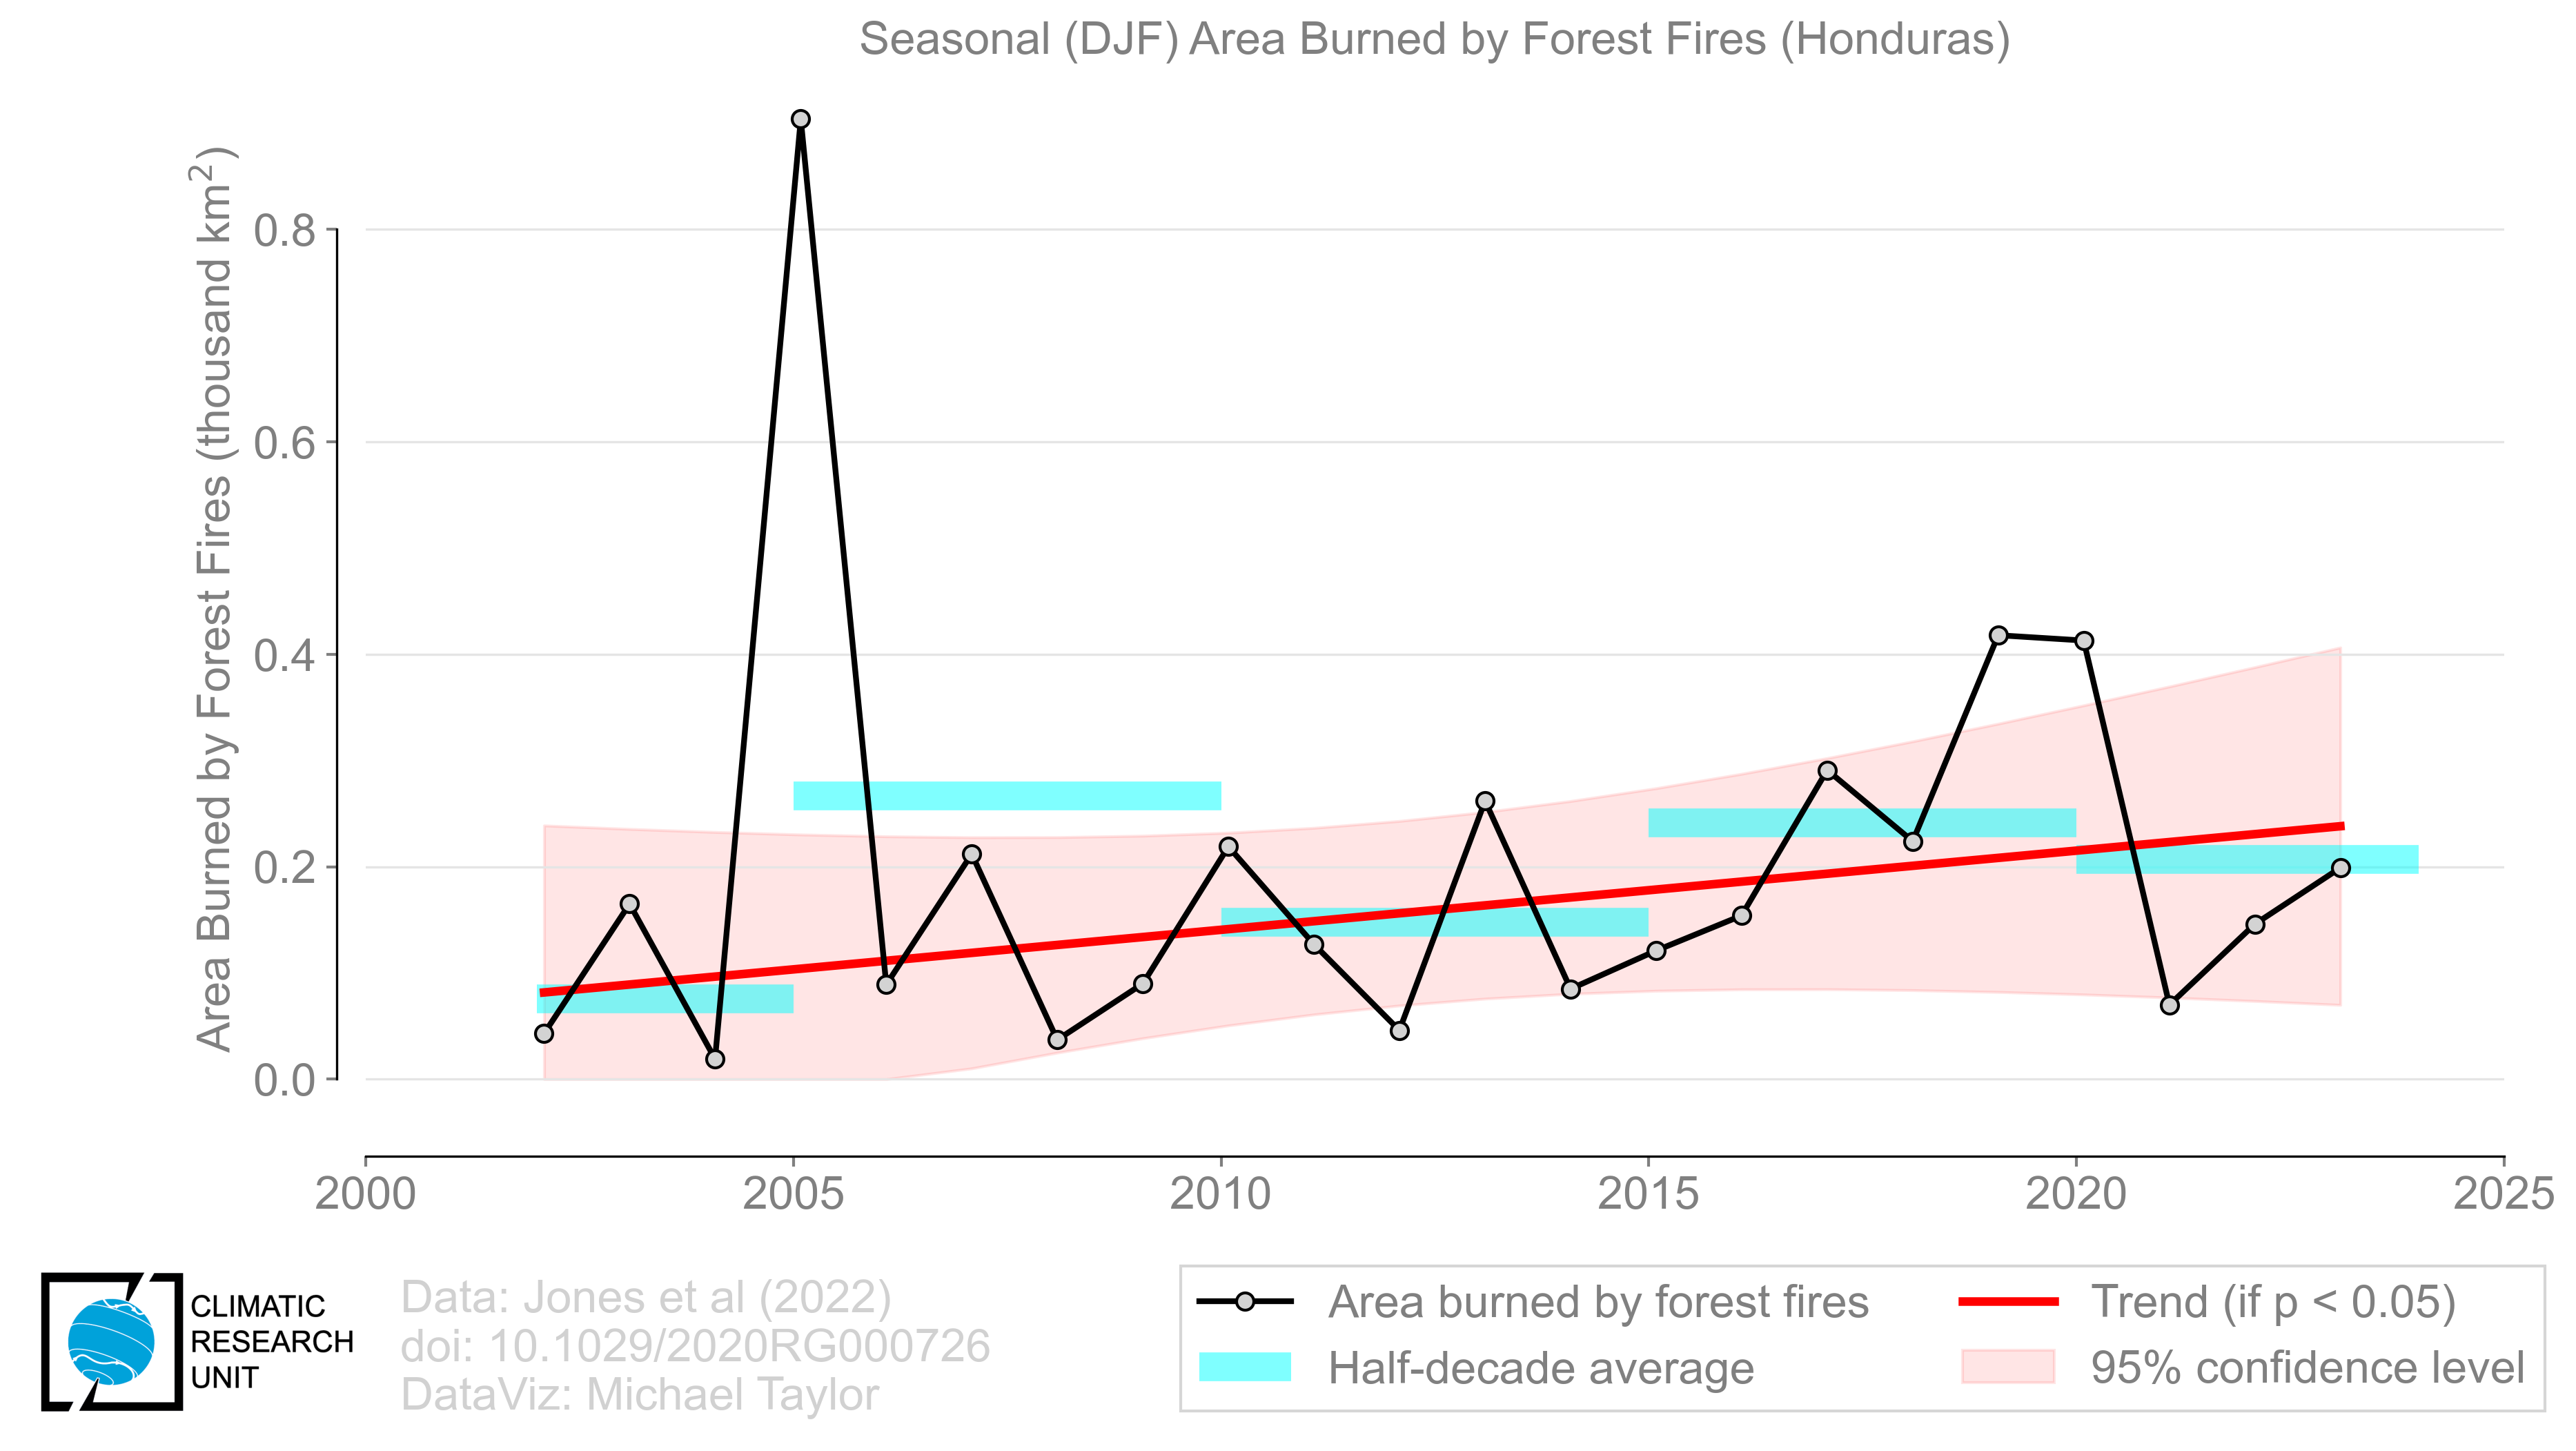 Seasonal (DJF) Area Burned by Forest Fires (Honduras)
Area Burned by Forest Fires (thousand km²)
0.8
0.6
0.4
0.2
0.0
2000 2005 2010 2015 2020 2025
CLIMATIC
RESEARCH
UNIT
Data: Jones et al (2022)
doi: 10.1029/2020RG000726
DataViz: Michael Taylor
Area burned by forest fires
Half-decade average
Trend (if p < 0.05)
95% confidence level